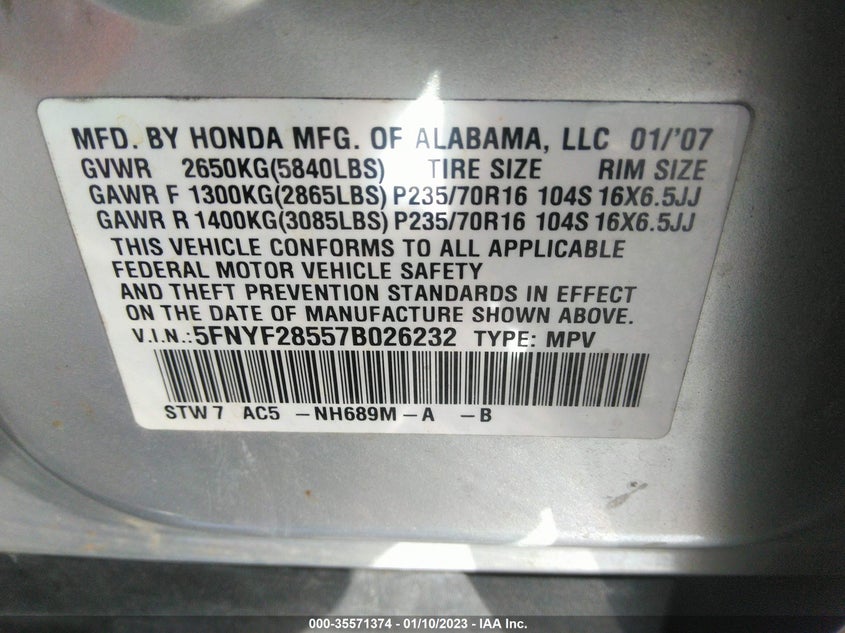 MFD. BY HONDA MFG. OF ALABAMA, LLC 01/'07
GVWR 2650KG(5840LBS) TIRE SIZE RIM SIZE
GAWR F 1300KG(2865LBS) P235/70R16 104S 16X6.5JJ
GAWR R 1400KG(3085LBS) P235/70R16 104S 16X6.5JJ
THIS VEHICLE CONFORMS TO ALL APPLICABLE
FEDERAL MOTOR VEHICLE SAFETY
AND THEFT PREVENTION STANDARDS IN EFFECT
ON THE DATE OF MANUFACTURE SHOWN ABOVE.
V.I.N.:5FNYF28557B026232 TYPE: MPV
STW7 AC5 -NH689M-A -B
000-35571374 - 01/10/2023 - IAA Inc.